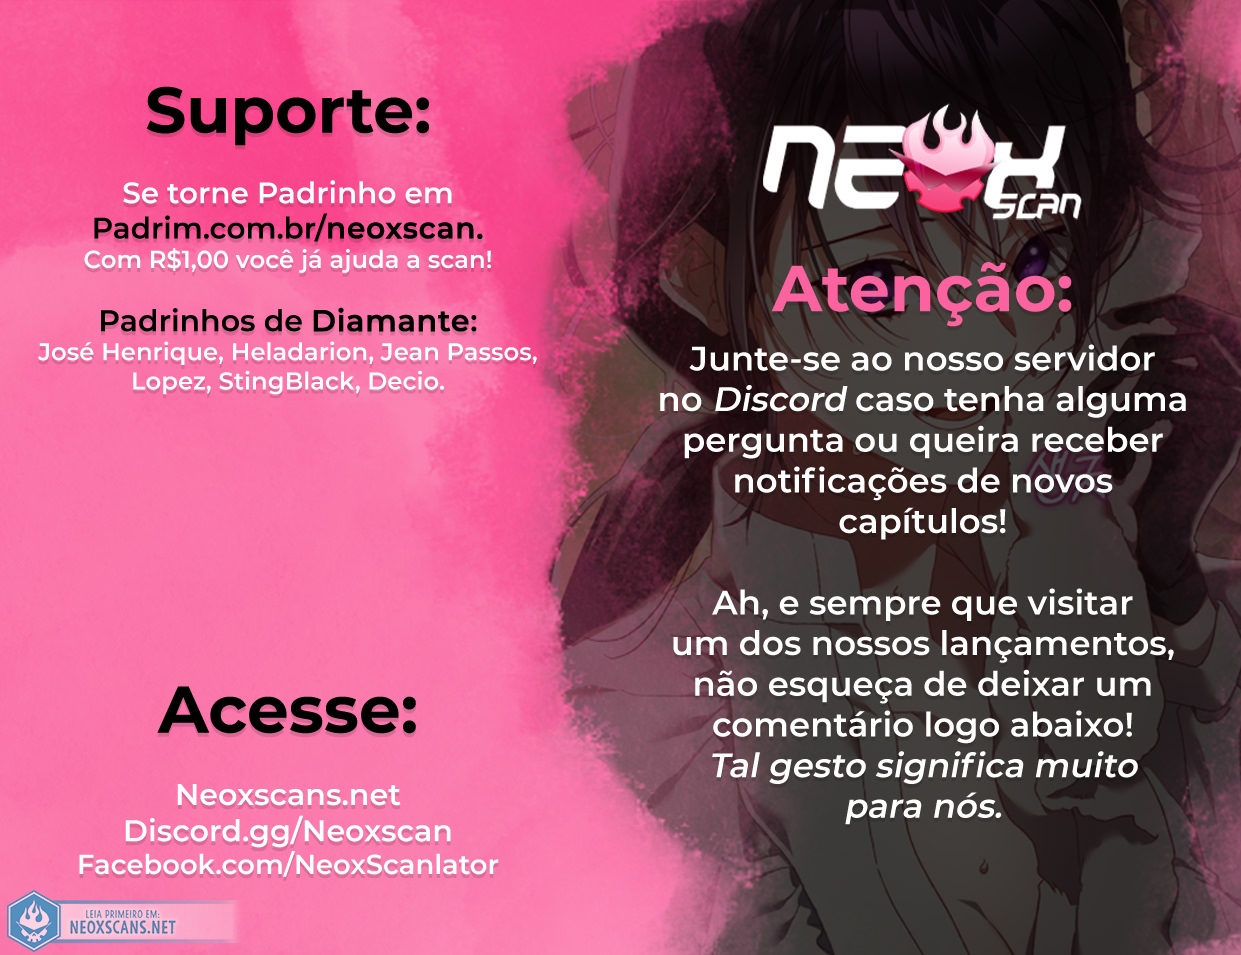 Suporte:
Se torne Padrinho em
Padrim.com.br/neoxscan.
Com R$1,00 você já ajuda a scan!
Padrinhos de Diamante:
José Henrique, Heladarion, Jean Passos,
Lopez, StingBlack, Decio.
Acesse:
Neoxscans.net
Discord.gg/Neoxscan
Facebook.com/NeoxScanlator
LEIA PRIMEIRO EM:
NEOXSCANS.NET
NEOX
SCAN
Atenção:
Junte-se ao nosso servidor
no Discord caso tenha alguma
pergunta ou queira receber
notificações de novos
capítulos!
Ah, e sempre que visitar
um dos nossos lançamentos,
não esqueça de deixar um
comentário logo abaixo!
Tal gesto significa muito
para nós.